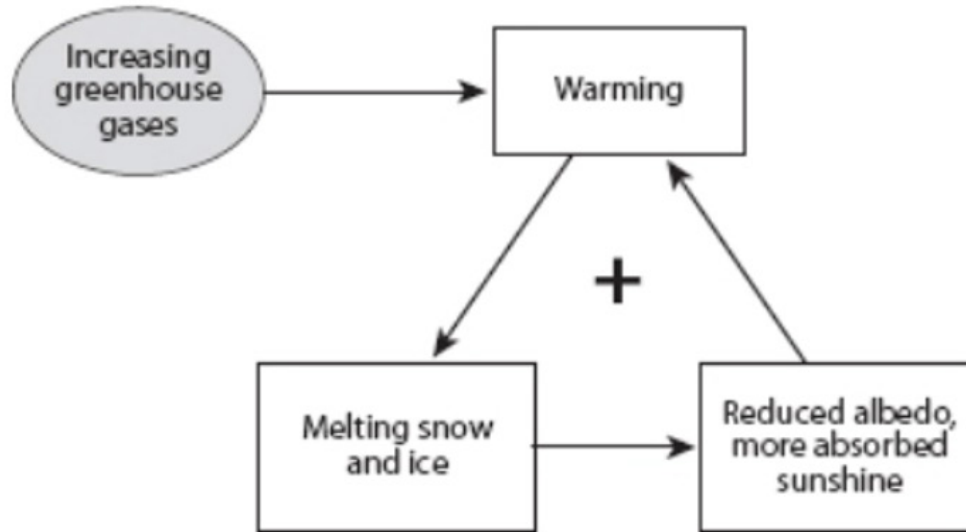 Increasing
greenhouse
gases
Warming
+
Melting snow
and ice
Reduced albedo,
more absorbed
sunshine